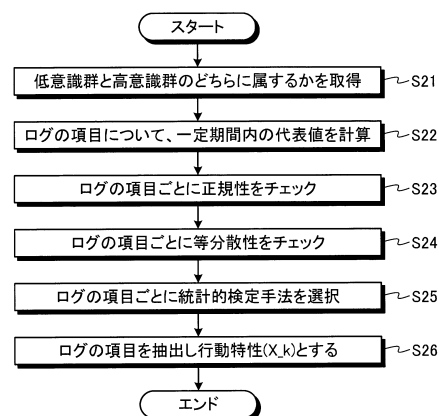 スタート
低意識群と高意識群のどちらに属するかを取得 S21
ログの項目について、一定期間内の代表値を計算 S22
ログの項目ごとに正規性をチェック S23
ログの項目ごとに等分散性をチェック S24
ログの項目ごとに統計的検定手法を選択 S25
ログの項目を抽出し行動特性(X_k)とする S26
エンド